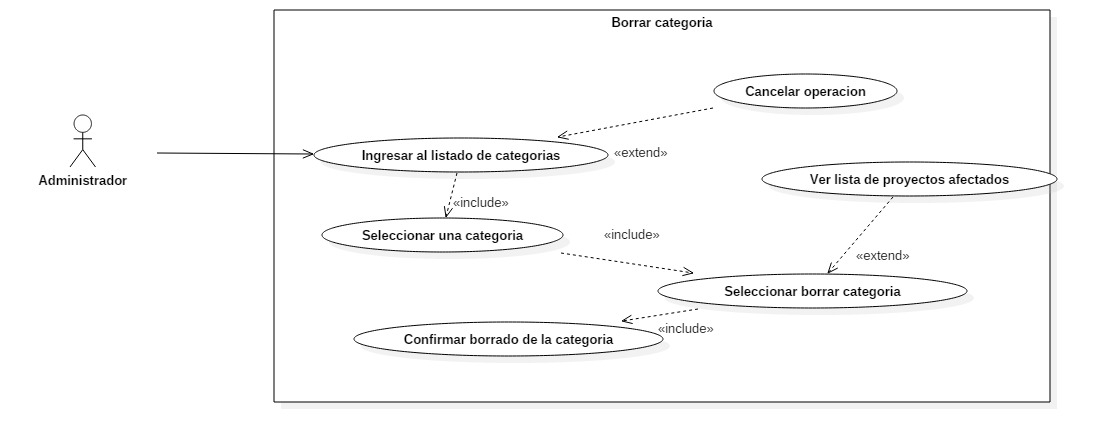 Borrar categoria
Cancelar operacion
Administrador
Ingresar al listado de categorias
«extend»
Ver lista de proyectos afectados
«include»
Seleccionar una categoria
«include»
«extend»
Seleccionar borrar categoria
Confirmar borrado de la categoria
«include»